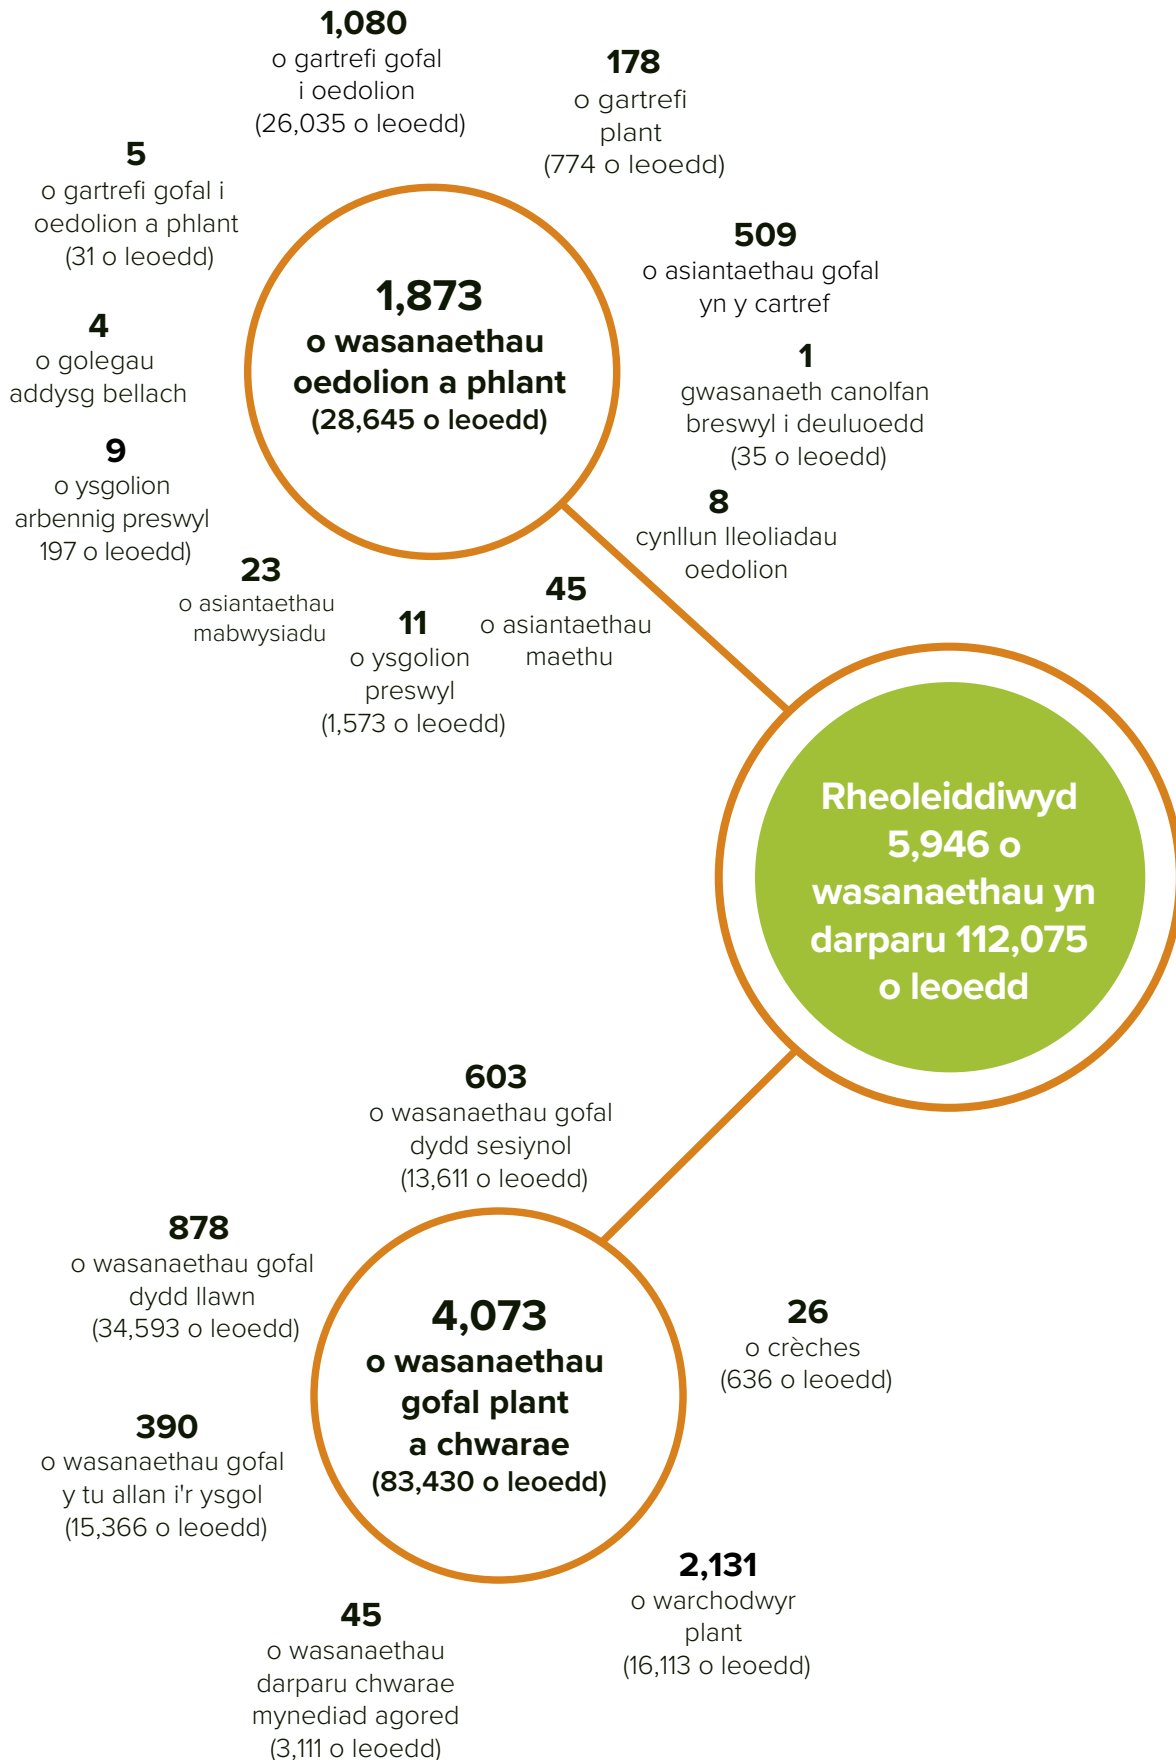 1,080
o gartrefi gofal
i oedolion
(26,035 o leoedd)
178
o gartrefi
plant
(774 o leoedd)
5
o gartrefi gofal i
oedolion a phlant
(31 o leoedd)
509
o asiantaethau gofal
yn y cartref
1,873
o wasanaethau
oedolion a phlant
(28,645 o leoedd)
4
o golegau
addysg bellach
1
gwasanaeth canolfan
breswyl i deuluoedd
(35 o leoedd)
9
o ysgolion
arbennig preswyl
197 o leoedd)
8
cynllun lleoliadau
oedolion
23
o asiantaethau
mabwysiadu
11
o ysgolion
preswyl
(1,573 o leoedd)
45
o asiantaethau
maethu
Rheoleiddiwyd
5,946 o
wasanaethau yn
darparu 112,075
o leoedd
603
o wasanaethau gofal
dydd sesiynol
(13,611 o leoedd)
878
o wasanaethau gofal
dydd llawn
(34,593 o leoedd)
4,073
o wasanaethau
gofal plant
a chwarae
(83,430 o leoedd)
26
o crèches
(636 o leoedd)
390
o wasanaethau gofal
y tu allan i'r ysgol
(15,366 o leoedd)
2,131
o warchodwyr
plant
(16,113 o leoedd)
45
o wasanaethau
darparu chwarae
mynediad agored
(3,111 o leoedd)